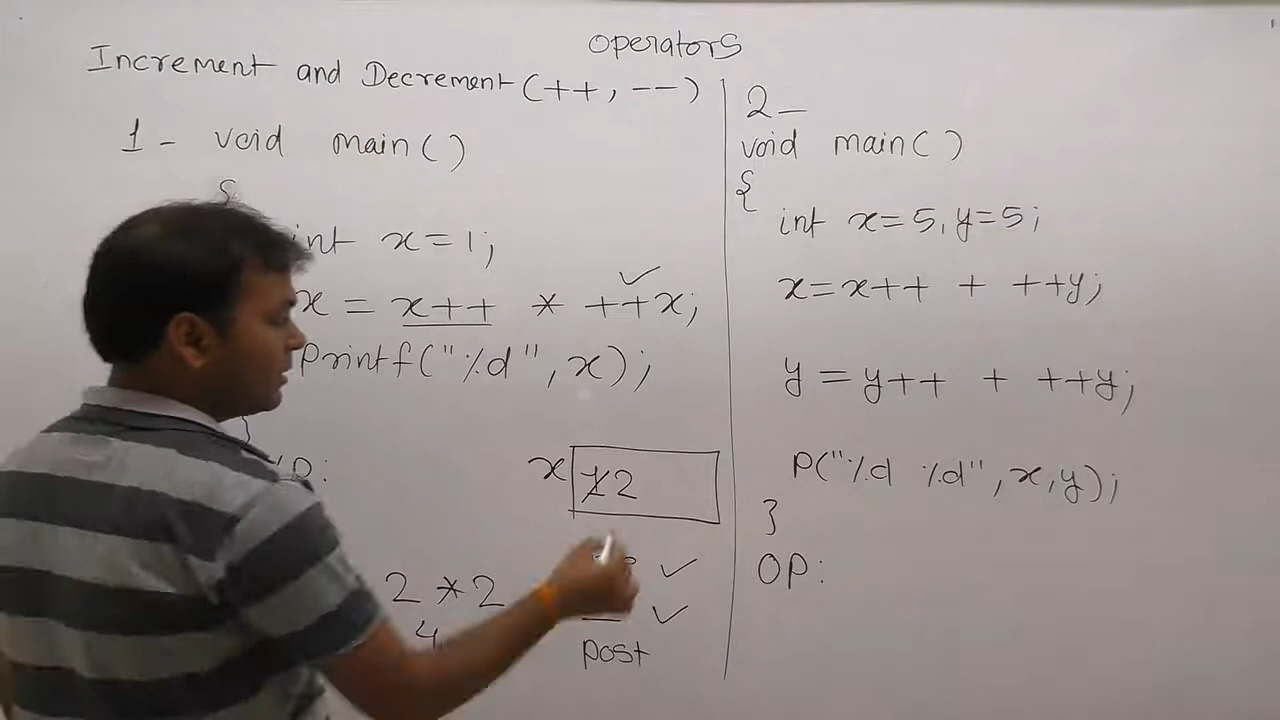 Operators
Increment and Decrement (++, --)
1 - void main()
{
int x=1;
x = x++ * ++x;
Printf("%d", x);
}
P:
x 1 2
2 * 2
4
post
2 -
void main()
{
int x=5,y=5;
x=x++ + ++y;
y=y++ + ++y;
P("%d %d",x,y);
}
OP: